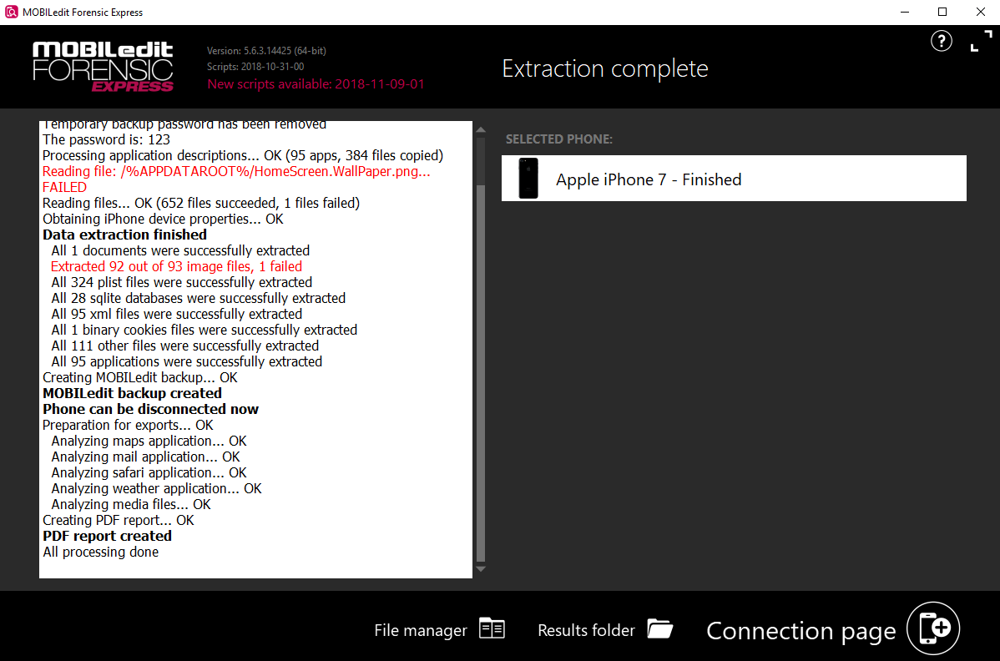 MOBILedit Forensic Express
MOBILedit
FORENSIC
EXPRESS
Version: 5.6.3.14425 (64-bit)
Scripts: 2018-10-31-00
New scripts available: 2018-11-09-01
Extraction complete
?
Temporary backup password has been removed
The password is: 123
Processing application descriptions... OK (95 apps, 384 files copied)
Reading file: /%APPDATAROOT%/HomeScreen.WallPaper.png...
FAILED
Reading files... OK (652 files succeeded, 1 files failed)
Obtaining iPhone device properties... OK
Data extraction finished
All 1 documents were successfully extracted
Extracted 92 out of 93 image files, 1 failed
All 324 plist files were successfully extracted
All 28 sqlite databases were successfully extracted
All 95 xml files were successfully extracted
All 1 binary cookies files were successfully extracted
All 111 other files were successfully extracted
All 95 applications were successfully extracted
Creating MOBILedit backup... OK
MOBILedit backup created
Phone can be disconnected now
Preparation for exports... OK
Analyzing maps application... OK
Analyzing mail application... OK
Analyzing safari application... OK
Analyzing weather application... OK
Analyzing media files... OK
Creating PDF report... OK
PDF report created
All processing done
SELECTED PHONE:
Apple iPhone 7 - Finished
File manager
Results folder
Connection page